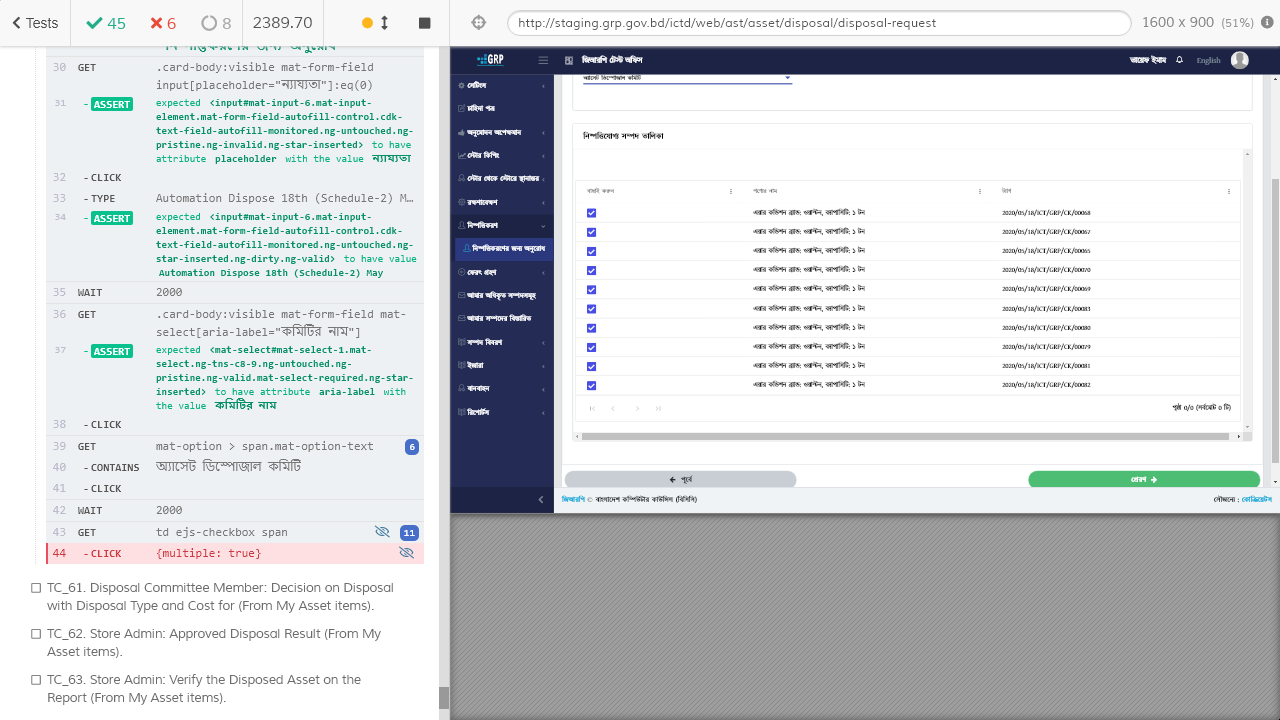 Tests
45
6
8
2389.70
http://staging.grp.gov.bd/ictd/web/ast/asset/disposal/disposal-request
1600 x 900 (51%)
30 GET .card-body:visible mat-form-field
input[placeholder="ন্যায্যতা"]:eq(0)
31 - ASSERT expected <input#mat-input-6.mat-input-
element.mat-form-field-autofill-control.cdk-
text-field-autofill-monitored.ng-untouched.ng-
pristine.ng-invalid.ng-star-inserted> to have
attribute placeholder with the value ন্যায্যতা
32 - CLICK
33 - TYPE Automation Dispose 18th (Schedule-2) M…
34 - ASSERT expected <input#mat-input-6.mat-input-
element.mat-form-field-autofill-control.cdk-
text-field-autofill-monitored.ng-untouched.ng-
star-inserted.ng-dirty.ng-valid> to have value
Automation Dispose 18th (Schedule-2) May
35 WAIT 2000
36 GET .card-body:visible mat-form-field mat-
select[aria-label="কমিটির নাম"]
37 - ASSERT expected <mat-select#mat-select-1.mat-
select.ng-tns-c8-9.ng-untouched.ng-
pristine.ng-valid.mat-select-required.ng-star-
inserted> to have attribute aria-label with
the value কমিটির নাম
38 - CLICK
39 GET mat-option > span.mat-option-text 6
40 - CONTAINS অ্যাসেট ডিস্পোজাল কমিটি
41 - CLICK
42 WAIT 2000
43 GET td ejs-checkbox span 11
44 - CLICK {multiple: true}
TC_61. Disposal Committee Member: Decision on Disposal
with Disposal Type and Cost for (From My Asset items).
TC_62. Store Admin: Approved Disposal Result (From My
Asset items).
TC_63. Store Admin: Verify the Disposed Asset on the
Report (From My Asset items).
GRP
জিআরপি টেস্ট অফিস
তারেক ইমাম
English
সেটিংস
চাহিদা পত্র
অনুমোদন অপেক্ষমান
স্টোর কিপিং
স্টোর থেকে স্টোরে স্থানান্তর
রক্ষণাবেক্ষণ
নিষ্পত্তিকরণ
নিষ্পত্তিকরণের জন্য অনুরোধ
ফেরৎ গ্রহণ
আমার অধিকৃত সম্পদসমূহ
আমার সম্পদের বিস্তারিত
সম্পদ বিবরণ
ইজারা
যানবাহন
রিপোর্টস
অ্যাসেট ডিস্পোজাল কমিটি
নিষ্পত্তিযোগ্য সম্পদ তালিকা
বাছাই করুন পণ্যের নাম ট্যাগ
এয়ার কন্ডিশন ব্র্যান্ড: ওয়াল্টন, ক্যাপাসিটি: ১ টন 2020/05/18/ICT/GRP/CK/00068
এয়ার কন্ডিশন ব্র্যান্ড: ওয়াল্টন, ক্যাপাসিটি: ১ টন 2020/05/18/ICT/GRP/CK/00067
এয়ার কন্ডিশন ব্র্যান্ড: ওয়াল্টন, ক্যাপাসিটি: ১ টন 2020/05/18/ICT/GRP/CK/00065
এয়ার কন্ডিশন ব্র্যান্ড: ওয়াল্টন, ক্যাপাসিটি: ১ টন 2020/05/18/ICT/GRP/CK/00070
এয়ার কন্ডিশন ব্র্যান্ড: ওয়াল্টন, ক্যাপাসিটি: ১ টন 2020/05/18/ICT/GRP/CK/00069
এয়ার কন্ডিশন ব্র্যান্ড: ওয়াল্টন, ক্যাপাসিটি: ১ টন 2020/05/18/ICT/GRP/CK/00083
এয়ার কন্ডিশন ব্র্যান্ড: ওয়াল্টন, ক্যাপাসিটি: ১ টন 2020/05/18/ICT/GRP/CK/00080
এয়ার কন্ডিশন ব্র্যান্ড: ওয়াল্টন, ক্যাপাসিটি: ১ টন 2020/05/18/ICT/GRP/CK/00079
এয়ার কন্ডিশন ব্র্যান্ড: ওয়াল্টন, ক্যাপাসিটি: ১ টন 2020/05/18/ICT/GRP/CK/00081
এয়ার কন্ডিশন ব্র্যান্ড: ওয়াল্টন, ক্যাপাসিটি: ১ টন 2020/05/18/ICT/GRP/CK/00082
পৃষ্ঠা ০/০ (সর্বমোট ০ টি)
পূর্বে
প্রেরণ
জিআরপি © বাংলাদেশ কম্পিউটার কাউন্সিল (বিসিসি)
সৌজন্যে :